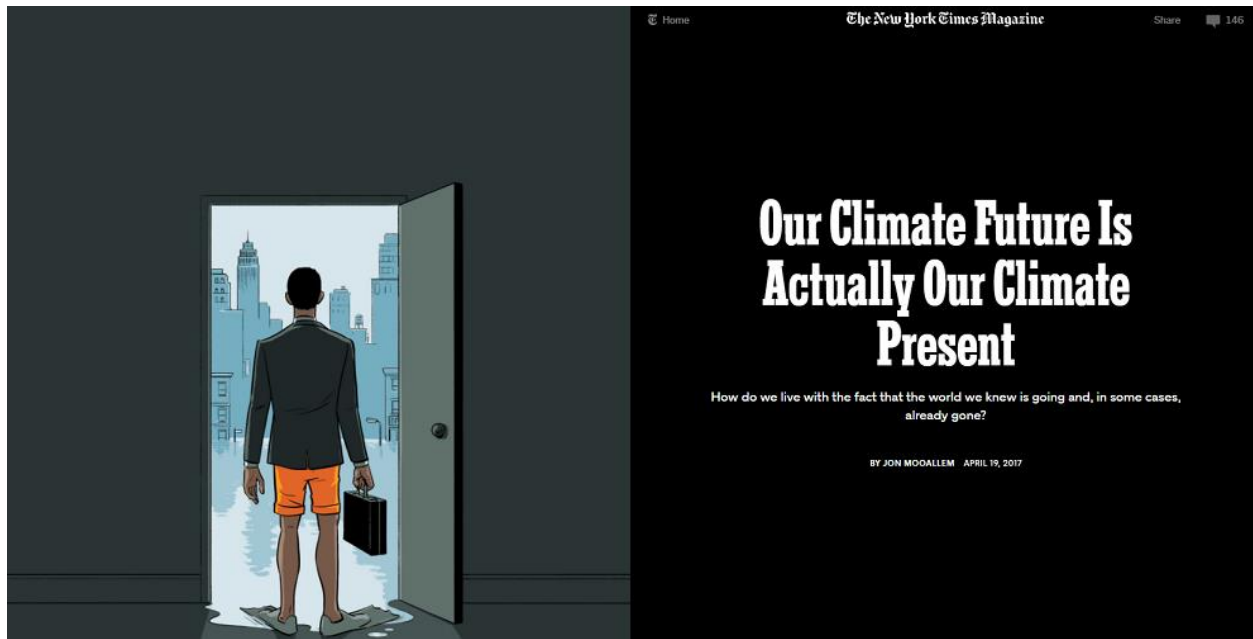 Home
The New York Times Magazine
Share
146
Our Climate Future Is
Actually Our Climate
Present
How do we live with the fact that the world we knew is going and, in some cases,
already gone?
BY JON MOOALLEM APRIL 19, 2017